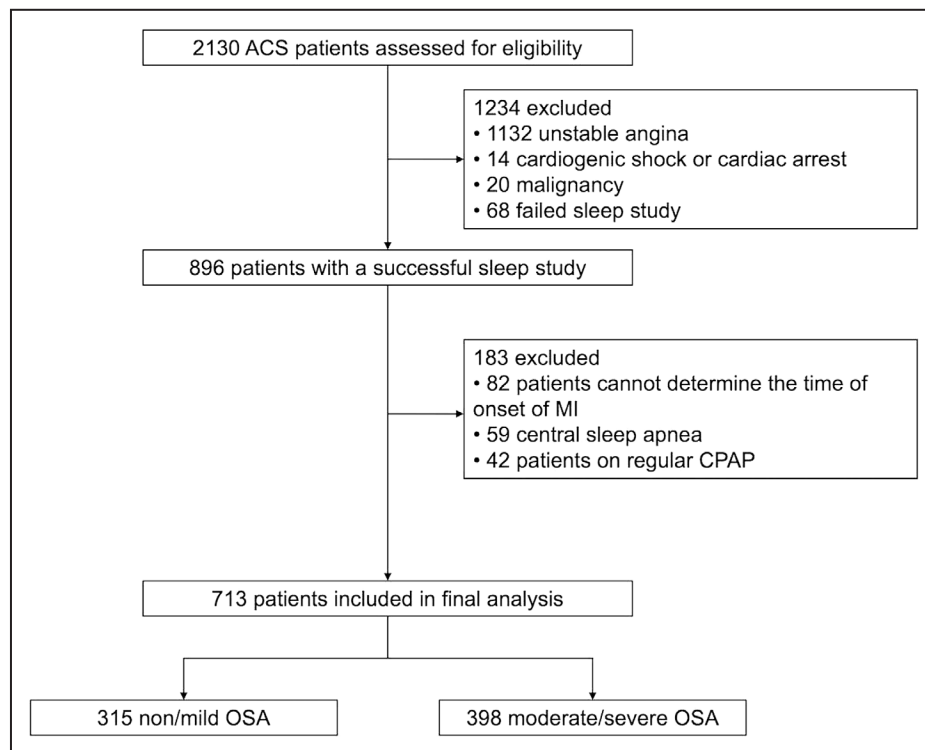 2130 ACS patients assessed for eligibility
1234 excluded
• 1132 unstable angina
• 14 cardiogenic shock or cardiac arrest
• 20 malignancy
• 68 failed sleep study
896 patients with a successful sleep study
183 excluded
• 82 patients cannot determine the time of
onset of MI
• 59 central sleep apnea
• 42 patients on regular CPAP
713 patients included in final analysis
315 non/mild OSA
398 moderate/severe OSA